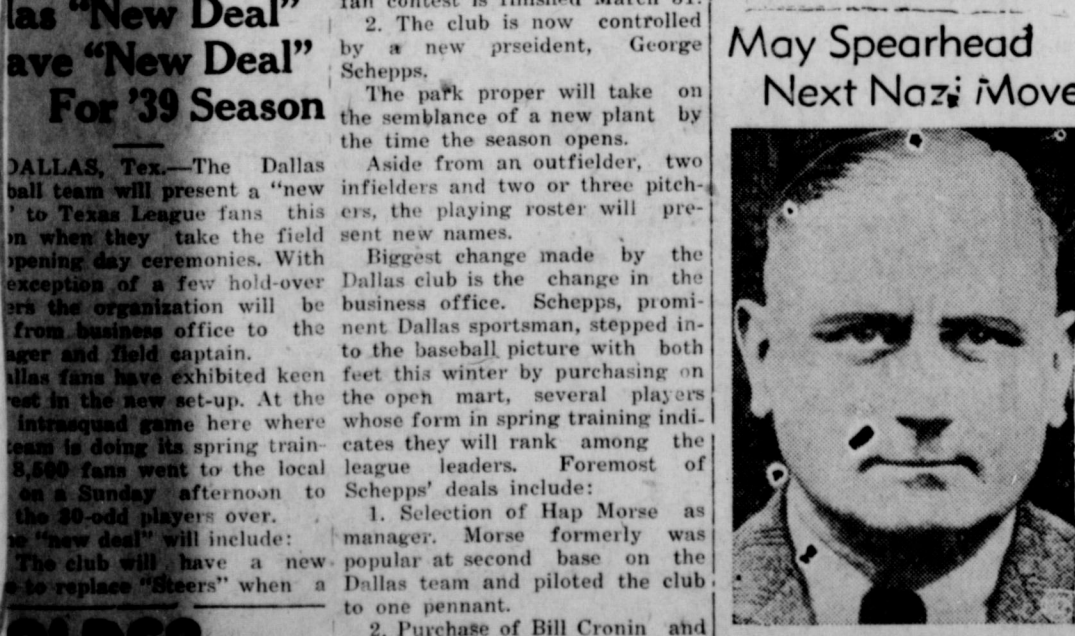 las "New Deal"
ave "New Deal"
For '39 Season
DALLAS, Tex.—The Dallas
ball team will present a "new
' to Texas League fans this
on when they take the field
opening day ceremonies. With
exception of a few hold-over
ers the organization will be
from business office to the
ager and field captain.
allas fans have exhibited keen
rest in the new set-up. At the
intrasquad game here where
team is doing its spring train-
8,500 fans went to the local
on a Sunday afternoon to
the 30-odd players over.
"new deal" will include:
The club will have a new
to replace "Steers" when a
fan contest is finished March 31.
2. The club is now controlled
by a new prseident, George
Schepps.
The park proper will take on
the semblance of a new plant by
the time the season opens.
Aside from an outfielder, two
infielders and two or three pitch-
ers, the playing roster will pre-
sent new names.
Biggest change made by the
Dallas club is the change in the
business office. Schepps, promi-
nent Dallas sportsman, stepped in-
to the baseball picture with both
feet this winter by purchasing on
the open mart, several players
whose form in spring training indi-
cates they will rank among the
league leaders. Foremost of
Schepps' deals include:
1. Selection of Hap Morse as
manager. Morse formerly was
popular at second base on the
Dallas team and piloted the club
to one pennant.
2. Purchase of Bill Cronin and
May Spearhead
Next Nazi Move